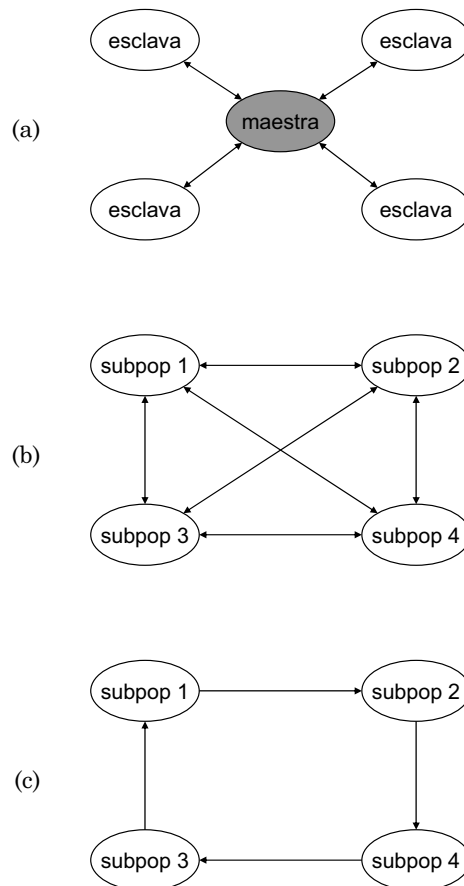 esclava esclava
(a) maestra
esclava esclava
subpop 1 subpop 2
(b)
subpop 3 subpop 4
subpop 1 subpop 2
(c)
subpop 3 subpop 4